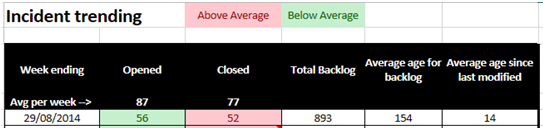 Incident trending Above Average Below Average
Week ending Opened Closed Total Backlog Average age for backlog Average age since last modified
Avg per week --> 87 77
29/08/2014 56 52 893 154 14